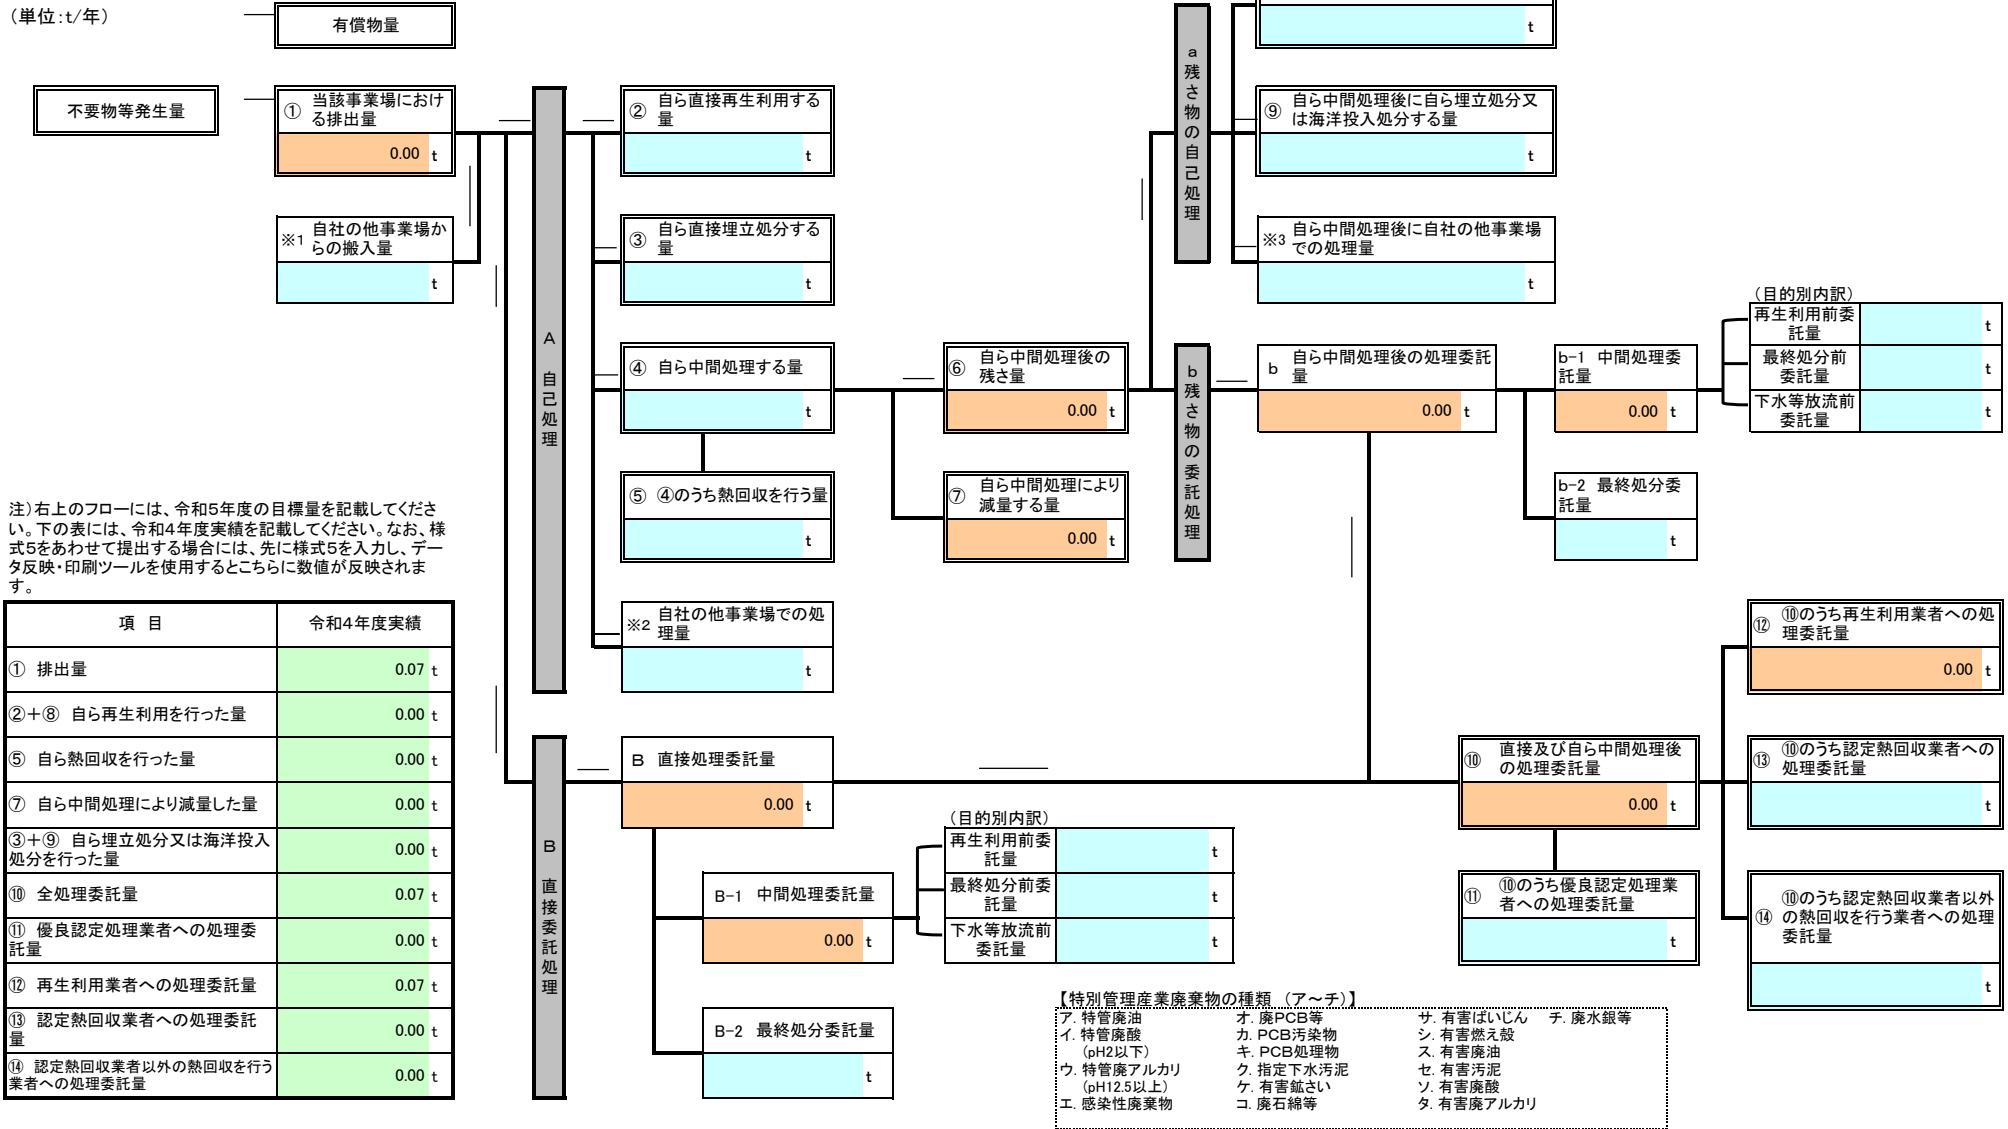 （単位：t/年）
有償物量
不要物等発生量
① 当該事業場におけ
る排出量
0.00 t
※1 自社の他事業場か
らの搬入量
t
A 自己処理
② 自ら直接再生利用する
量
t
③ 自ら直接埋立処分する
量
t
④ 自ら中間処理する量
t
⑤ ④のうち熱回収を行う量
t
※2 自社の他事業場での処
理量
t
⑥ 自ら中間処理後の
残さ量
0.00 t
⑦ 自ら中間処理により
減量する量
0.00 t
a 残さ物の自己処理
t
⑨ 自ら中間処理後に自ら埋立処分又
は海洋投入処分する量
t
※3 自ら中間処理後に自社の他事業場
での処理量
t
b 残さ物の委託処理
b 自ら中間処理後の処理委託
量
0.00 t
b-1 中間処理委
託量
0.00 t
b-2 最終処分委
託量
t
（目的別内訳）
再生利用前委
託量
t
最終処分前
委託量
t
下水等放流前
委託量
t
注）右上のフローには、令和5年度の目標量を記載してくださ
い。下の表には、令和4年度実績を記載してください。なお、様
式5をあわせて提出する場合には、先に様式5を入力し、デー
タ反映・印刷ツールを使用するとこちらに数値が反映されま
す。
項 目 令和4年度実績
① 排出量 0.07 t
②＋⑧ 自ら再生利用を行った量 0.00 t
⑤ 自ら熱回収を行った量 0.00 t
⑦ 自ら中間処理により減量した量 0.00 t
③＋⑨ 自ら埋立処分又は海洋投入
処分を行った量 0.00 t
⑩ 全処理委託量 0.07 t
⑪ 優良認定処理業者への処理委
託量 0.00 t
⑫ 再生利用業者への処理委託量 0.07 t
⑬ 認定熱回収業者への処理委託
量 0.00 t
⑭ 認定熱回収業者以外の熱回収を行う
業者への処理委託量 0.00 t
B 直接委託処理
B 直接処理委託量
0.00 t
B-1 中間処理委託量
0.00 t
B-2 最終処分委託量
t
（目的別内訳）
再生利用前委
託量
t
最終処分前委
託量
t
下水等放流前
委託量
t
⑩ 直接及び自ら中間処理後
の処理委託量
0.00 t
⑪ ⑩のうち優良認定処理業
者への処理委託量
t
⑫ ⑩のうち再生利用業者への処
理委託量
0.00 t
⑬ ⑩のうち認定熱回収業者への
処理委託量
t
⑭ ⑩のうち認定熱回収業者以外
の熱回収を行う業者への処理
委託量
t
【特別管理産業廃棄物の種類 （ア～チ）】
ア. 特管廃油 オ. 廃PCB等 サ. 有害ばいじん チ. 廃水銀等
イ. 特管廃酸 カ. PCB汚染物 シ. 有害燃え殻
（pH2以下） キ. PCB処理物 ス. 有害廃油
ウ. 特管廃アルカリ ク. 指定下水汚泥 セ. 有害汚泥
（pH12.5以上） ケ. 有害鉱さい ソ. 有害廃酸
エ. 感染性廃棄物 コ. 廃石綿等 タ. 有害廃アルカリ